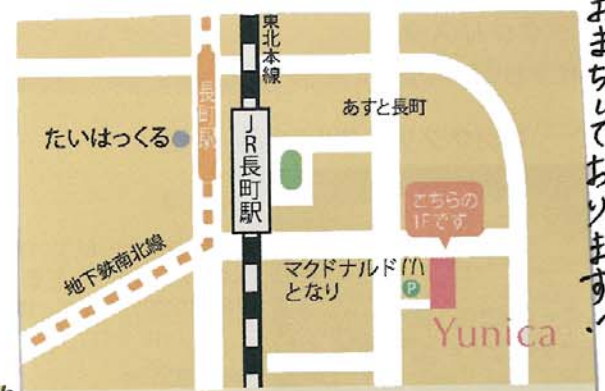 東北本線
長町駅
たいはっくる
JR長町駅
あすと長町
こちらの
1Fです
地下鉄南北線
マクドナルド
となり
P
Yunica
おまちしております!